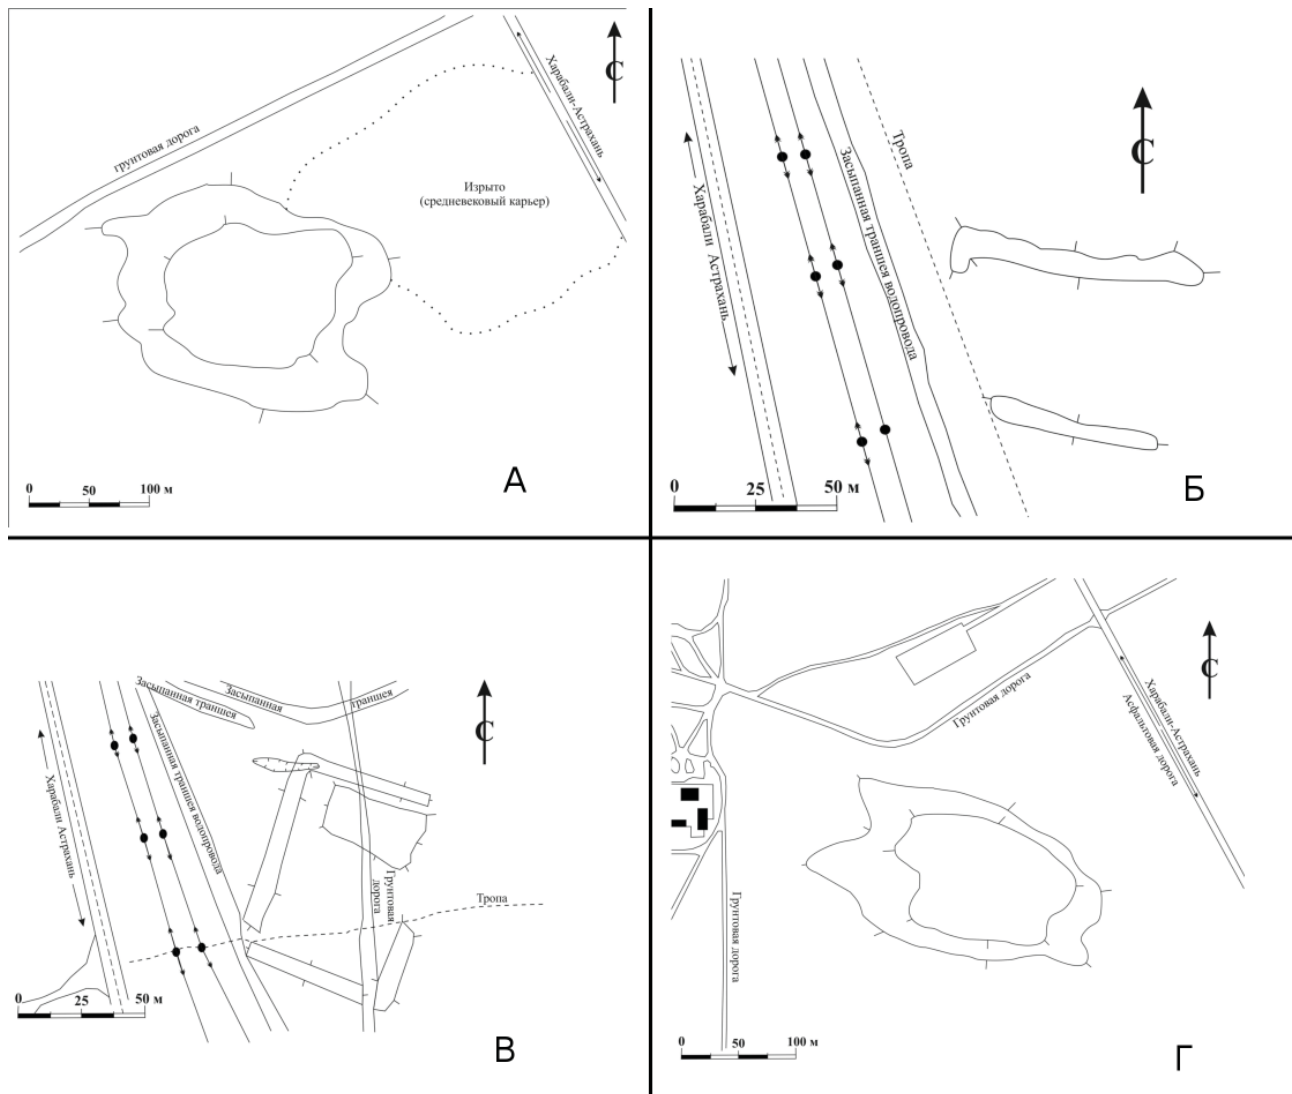 грунтовая дорога
Харабали-Астрахань
С
Изрыто
(средневековый карьер)
0 50 100 м
А
Харабали Астрахань
Засыпанная траншея водопровода
Тропа
С
0 25 50 м
Б
Засыпанная траншея
Засыпанная траншея
С
Харабали Астрахань
Засыпанная траншея водопровода
Грунтовая
дорога
Тропа
0 25 50 м
В
Грунтовая дорога
Харабали-Астрахань
Асфальтовая дорога
С
Грунтовая дорога
0 50 100 м
Г